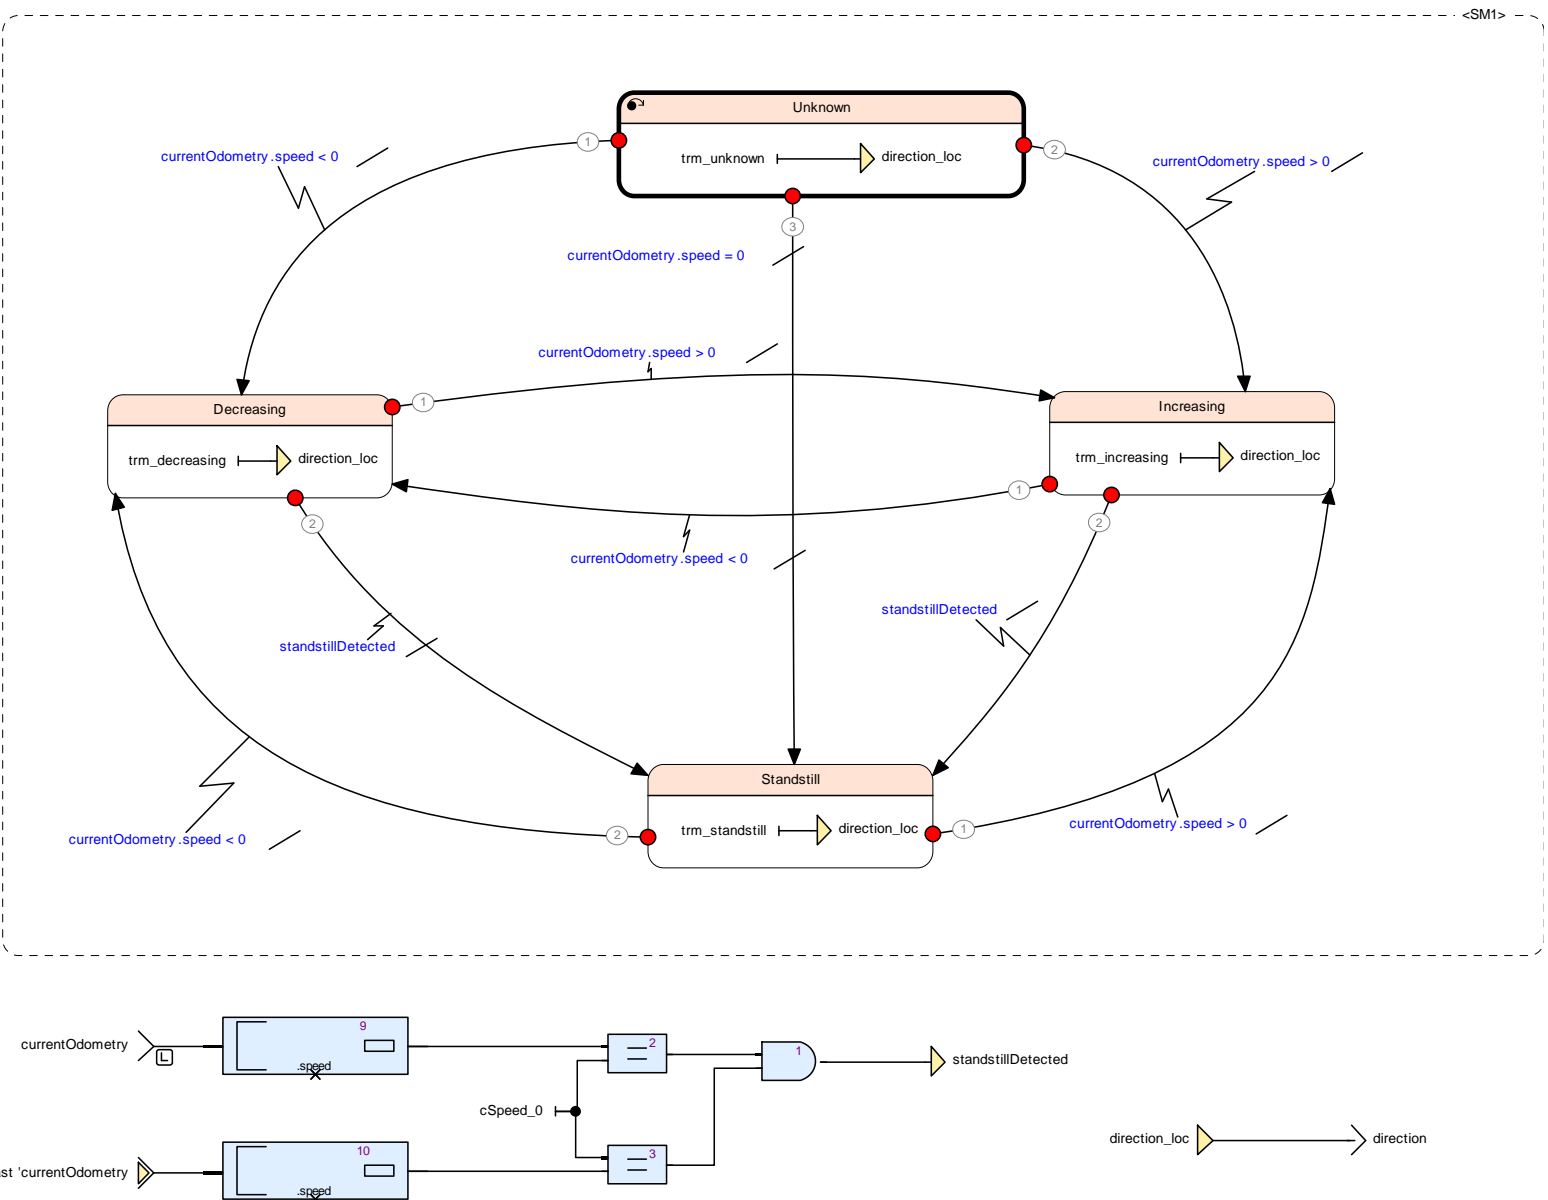 <SM1>
Unknown
trm_unknown
direction_loc
1
2
3
currentOdometry.speed < 0
currentOdometry.speed > 0
currentOdometry.speed = 0
currentOdometry.speed > 0
Decreasing
trm_decreasing
direction_loc
1
2
Increasing
trm_increasing
direction_loc
1
2
currentOdometry.speed < 0
standstillDetected
standstillDetected
Standstill
trm_standstill
direction_loc
2
1
currentOdometry.speed < 0
currentOdometry.speed > 0
currentOdometry
L
9
.speed
2
1
standstillDetected
cSpeed_0
direction_loc
direction
'currentOdometry
10
.speed
3